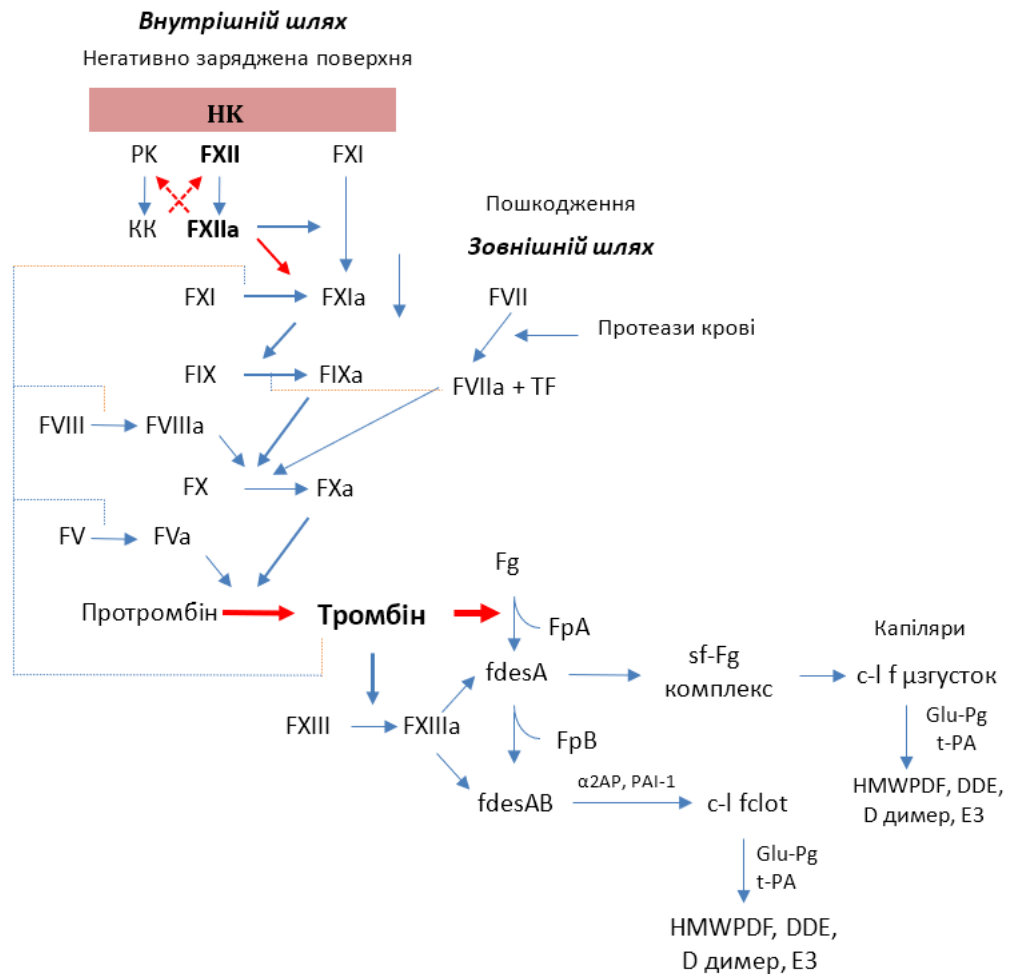 Внутрішній шлях
Негативно заряджена поверхня
НК
РК FXII FXI
КК FXIIa
Пошкодження
Зовнішній шлях
FXI FXIa FVII
Протеази крові
FIX FIXa FVIIa + TF
FVIII FVIIIa
FX FXa
FV FVa
Fg
Протромбін Тромбін
FpA
Капіляри
fdesA sf-Fg
комплекс
c-l f μзгусток
FXIII FXIIIa
FpB
Glu-Pg
t-PA
fdesAB α2AP, PAI-1 c-l fclot
HMWPDF, DDE,
D димер, E3
Glu-Pg
t-PA
HMWPDF, DDE,
D димер, E3